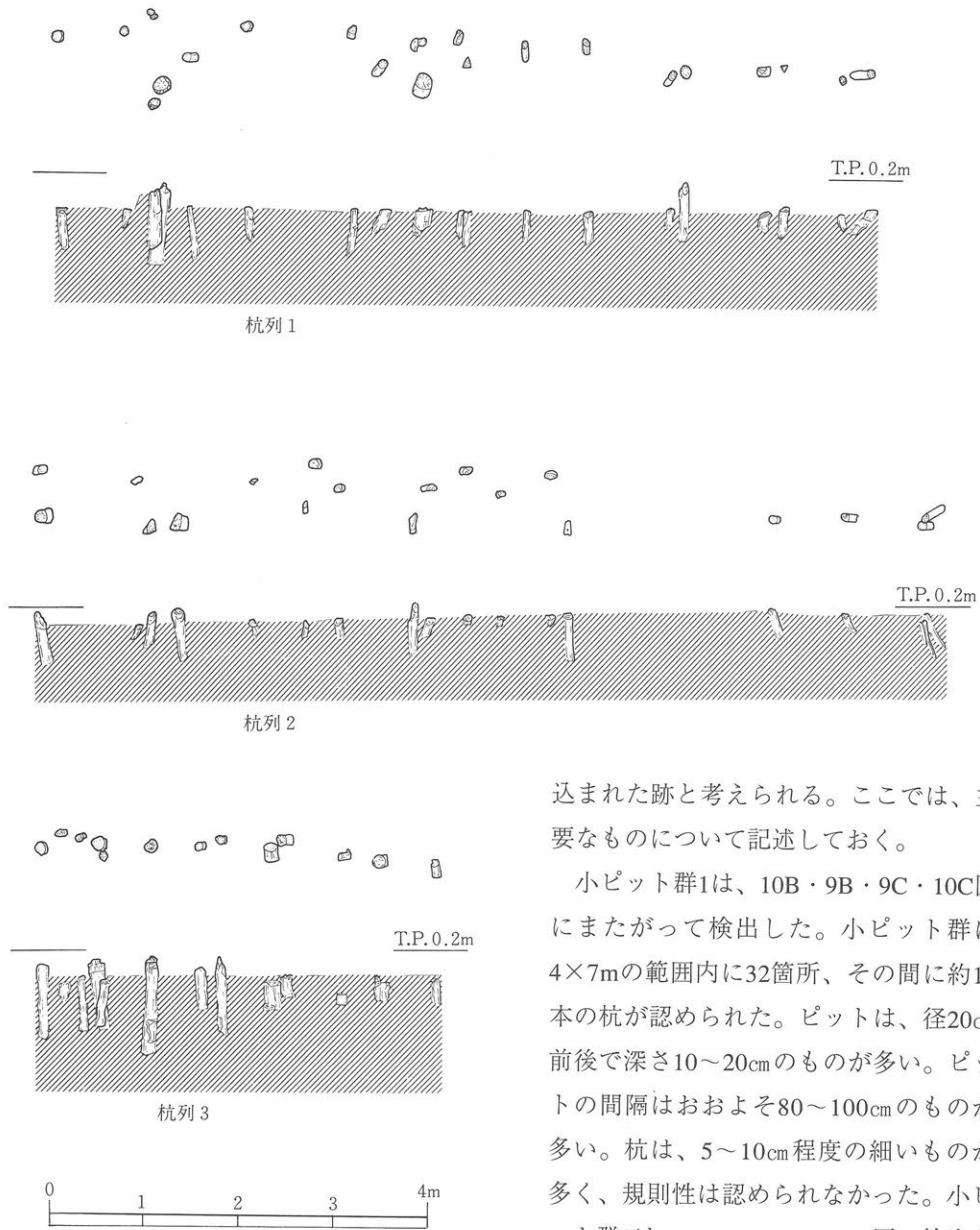 T.P.0.2m
杭列1
T.P.0.2m
杭列2
T.P.0.2m
杭列3
0 1 2 3 4m
込まれた跡と考えられる。ここでは、
要なものについて記述しておく。
小ピット群1は、10B・9B・9C・10C
にまたがって検出した。小ピット群は
4×7mの範囲内に32箇所、その間に約
本の杭が認められた。ピットは、径20
前後で深さ10～20㎝のものが多い。ピッ
トの間隔はおおよそ80～100㎝のものが
多い。杭は、5～10㎝程度の細いものが
多く、規則性は認められなかった。小ピ